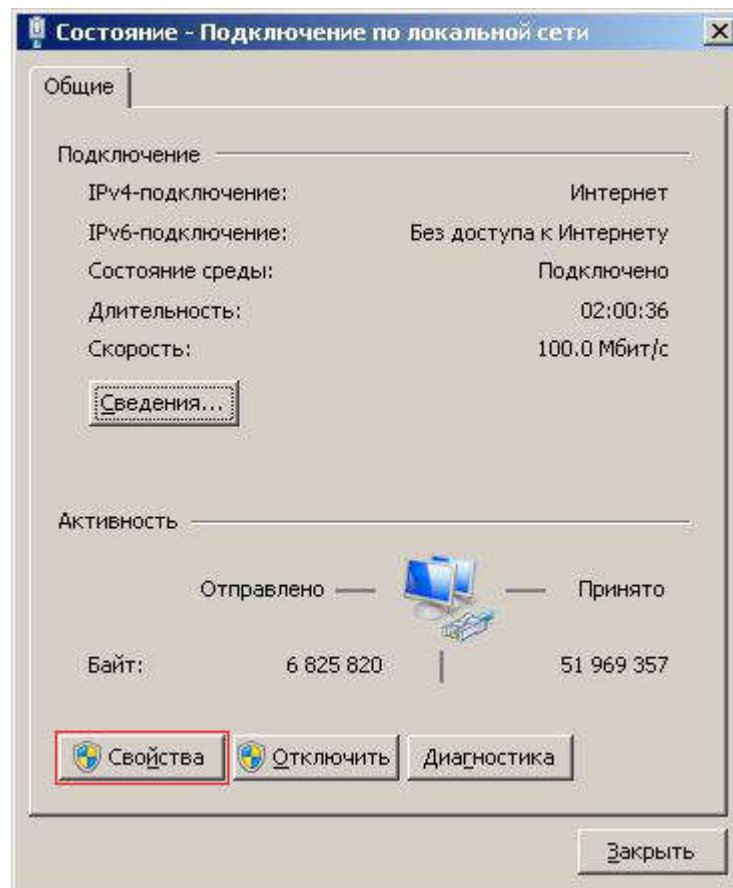 Состояние - Подключение по локальной сети
Общие
Подключение
IPv4-подключение: Интернет
IPv6-подключение: Без доступа к Интернету
Состояние среды: Подключено
Длительность: 02:00:36
Скорость: 100.0 Мбит/с
Сведения...
Активность
Отправлено — Принято
Байт: 6 825 820 | 51 969 357
Свойства Отключить Диагностика
Закрыть